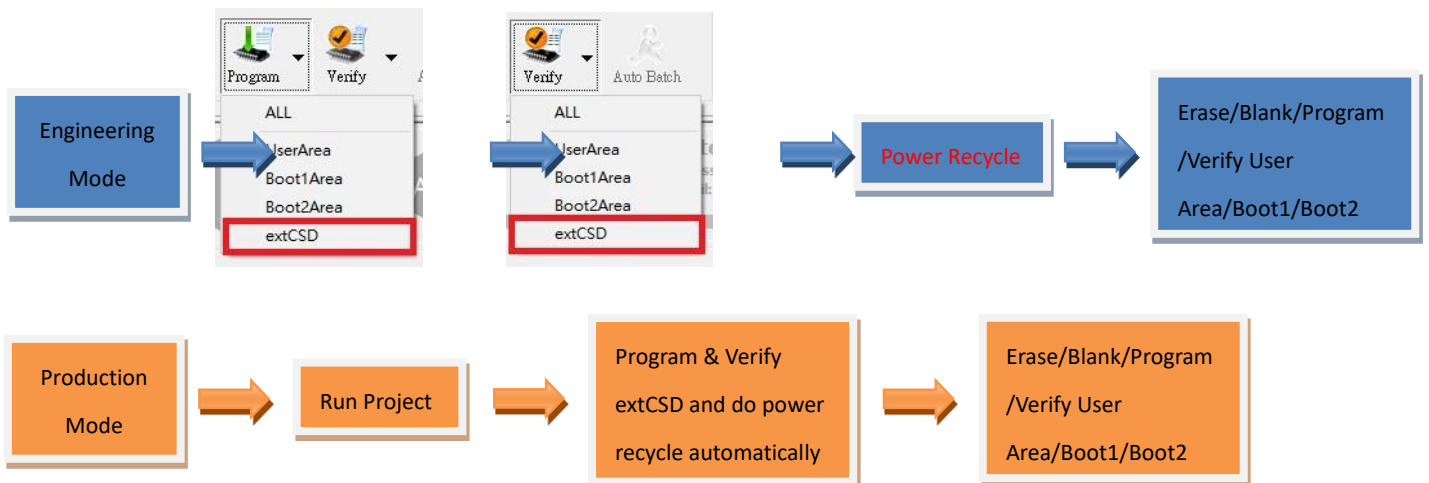 Engineering
Mode
Program
Verify
ALL
UserArea
Boot1Area
Boot2Area
extCSD
Verify
Auto Batch
ALL
UserArea
Boot1Area
Boot2Area
extCSD
Power Recycle
Erase/Blank/Program
/Verify User
Area/Boot1/Boot2
Production
Mode
Run Project
Program & Verify
extCSD and do power
recycle automatically
Erase/Blank/Program
/Verify User
Area/Boot1/Boot2